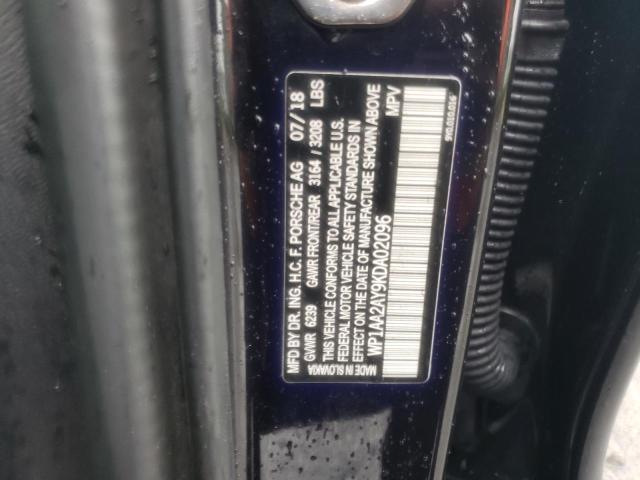 MFD BY DR. ING. H.C. F. PORSCHE AG 07/18
GVWR 6239 GAWR FRONT/REAR 3164 / 3208 LBS
THIS VEHICLE CONFORMS TO ALL APPLICABLE U.S.
FEDERAL MOTOR VEHICLE SAFETY STANDARDS IN
EFFECT ON THE DATE OF MANUFACTURE SHOWN ABOVE
WP1AA2AY9KDA02096 MPV
MADE IN SLOVAKIA